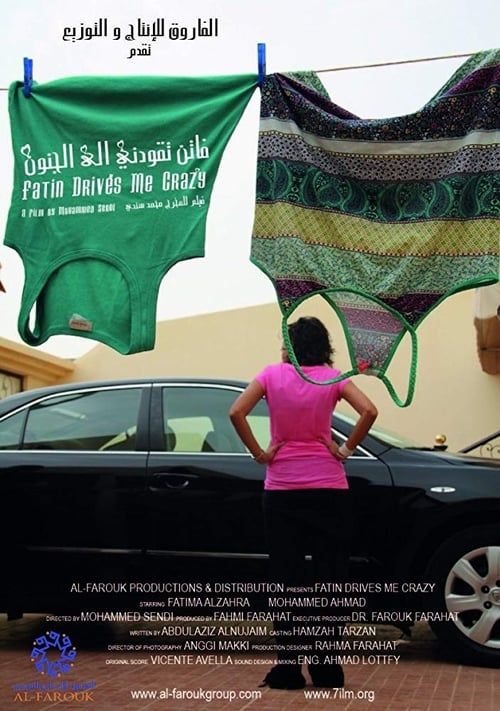 الفاروق للإنتاج و التوزيع
تقدم
فاتن تقودني الى الجنون
Fatin Drives Me Crazy
A Film by Mohammed Sendi فيلم للمخرج محمد سندي
AL-FAROUK PRODUCTIONS & DISTRIBUTION PRESENTS FATIN DRIVES ME CRAZY
STARRING FATIMA ALZAHRA MOHAMMED AHMAD
DIRECTED BY MOHAMMED SENDI PRODUCED BY FAHMI FARAHAT EXECUTIVE PRODUCER DR. FAROUK FARAHAT
WRITTEN BY ABDULAZIZ ALNUJAIM CASTING HAMZAH TARZAN
DIRECTOR OF PHOTOGRAPHY ANGGI MAKKI PRODUCTION DESIGNER RAHMA FARAHAT
ORIGINAL SCORE VICENTE AVELLA SOUND DESIGN & MIXING ENG. AHMAD LOTTFY
AL-FAROUK
www.al-faroukgroup.com www.7ilm.org